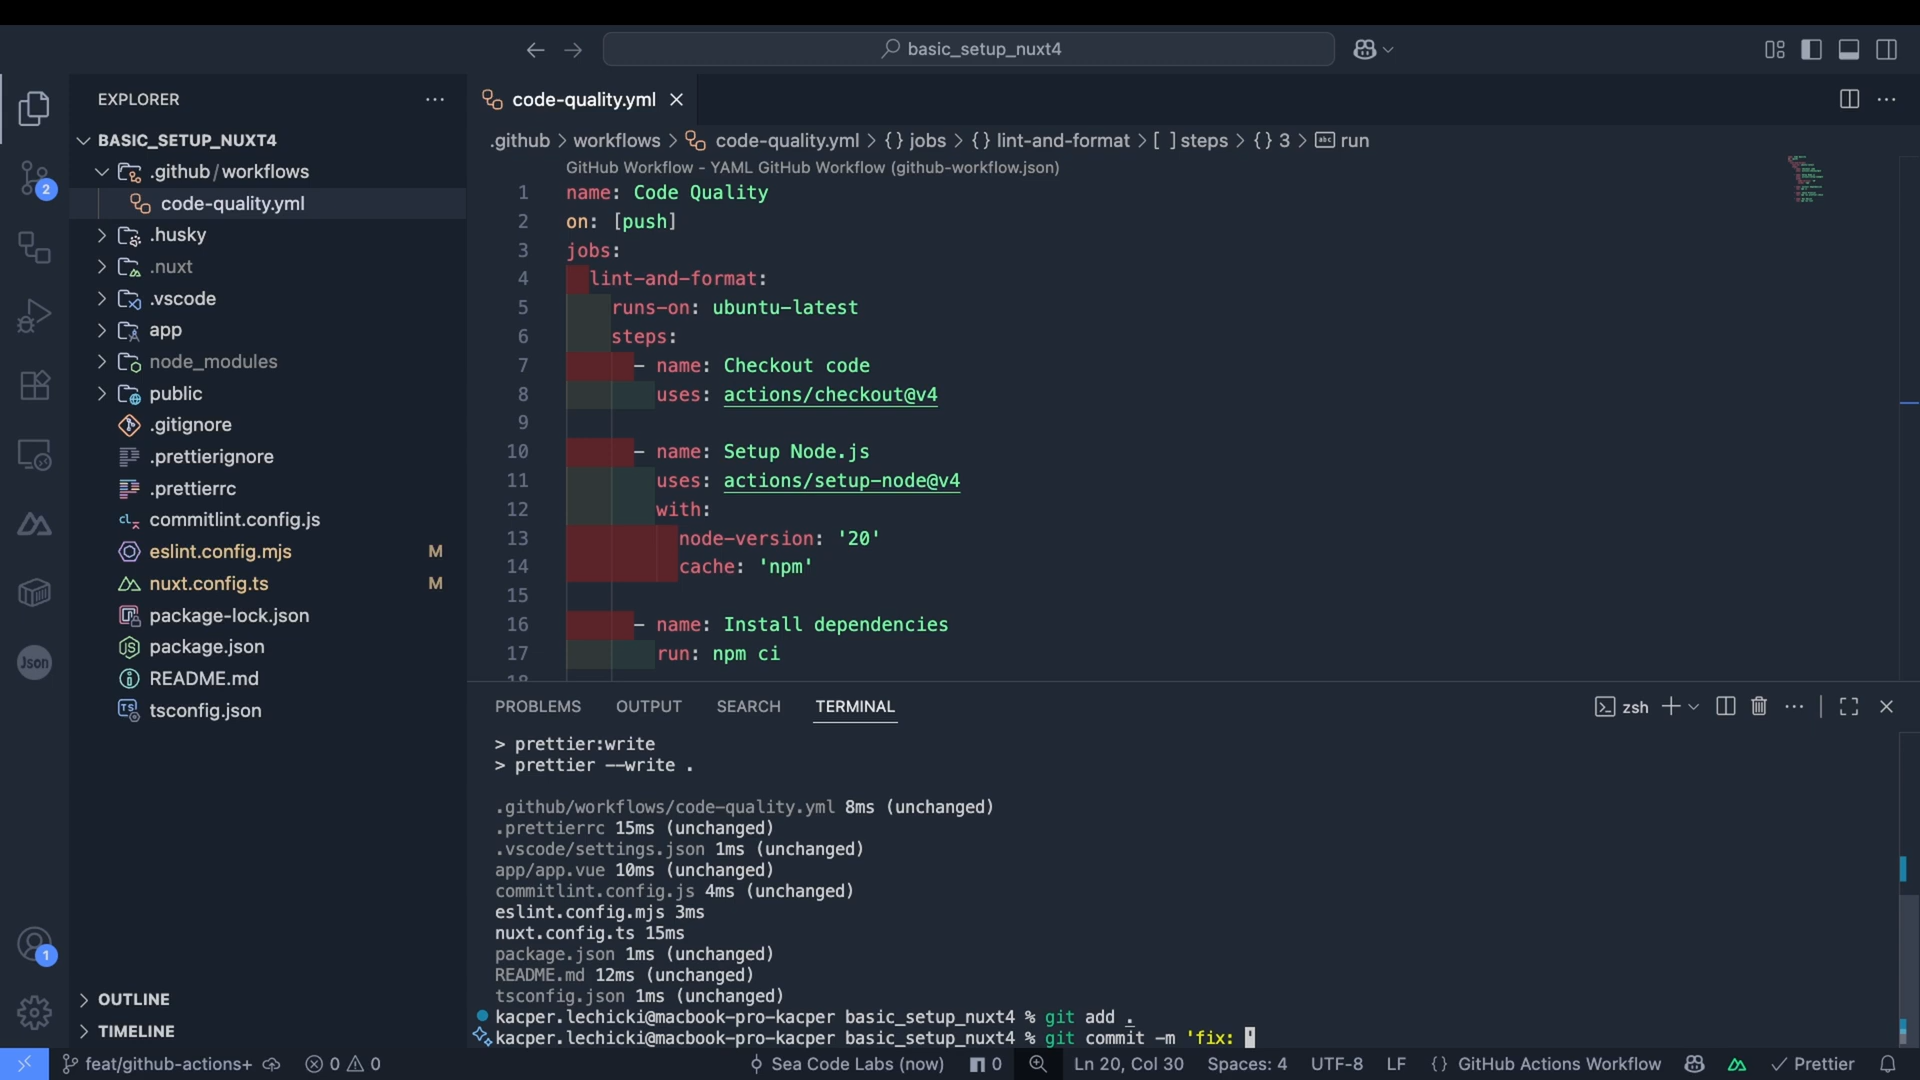 basic_setup_nuxt4
EXPLORER
BASIC_SETUP_NUXT4
.github/workflows
code-quality.yml
.husky
.nuxt
.vscode
app
node_modules
public
.gitignore
.prettierignore
.prettierrc
commitlint.config.js
eslint.config.mjs M
nuxt.config.ts M
package-lock.json
package.json
README.md
tsconfig.json
OUTLINE
TIMELINE
2
Json
1
code-quality.yml
.github > workflows > code-quality.yml > {} jobs > {} lint-and-format > [ ] steps > {} 3 > abc run
GitHub Workflow - YAML GitHub Workflow (github-workflow.json)
1 name: Code Quality
2 on: [push]
3 jobs:
4 lint-and-format:
5 runs-on: ubuntu-latest
6 steps:
7 - name: Checkout code
8 uses: actions/checkout@v4
9
10 - name: Setup Node.js
11 uses: actions/setup-node@v4
12 with:
13 node-version: '20'
14 cache: 'npm'
15
16 - name: Install dependencies
17 run: npm ci
18
PROBLEMS OUTPUT SEARCH TERMINAL
zsh
> prettier:write
> prettier --write .
.github/workflows/code-quality.yml 8ms (unchanged)
.prettierrc 15ms (unchanged)
.vscode/settings.json 1ms (unchanged)
app/app.vue 10ms (unchanged)
commitlint.config.js 4ms (unchanged)
eslint.config.mjs 3ms
nuxt.config.ts 15ms
package.json 1ms (unchanged)
README.md 12ms (unchanged)
tsconfig.json 1ms (unchanged)
kacper.lechicki@macbook-pro-kacper basic_setup_nuxt4 % git add .
kacper.lechicki@macbook-pro-kacper basic_setup_nuxt4 % git commit -m 'fix: '
feat/github-actions+ 0 0 Sea Code Labs (now) 0 Ln 20, Col 30 Spaces: 4 UTF-8 LF {} GitHub Actions Workflow Prettier